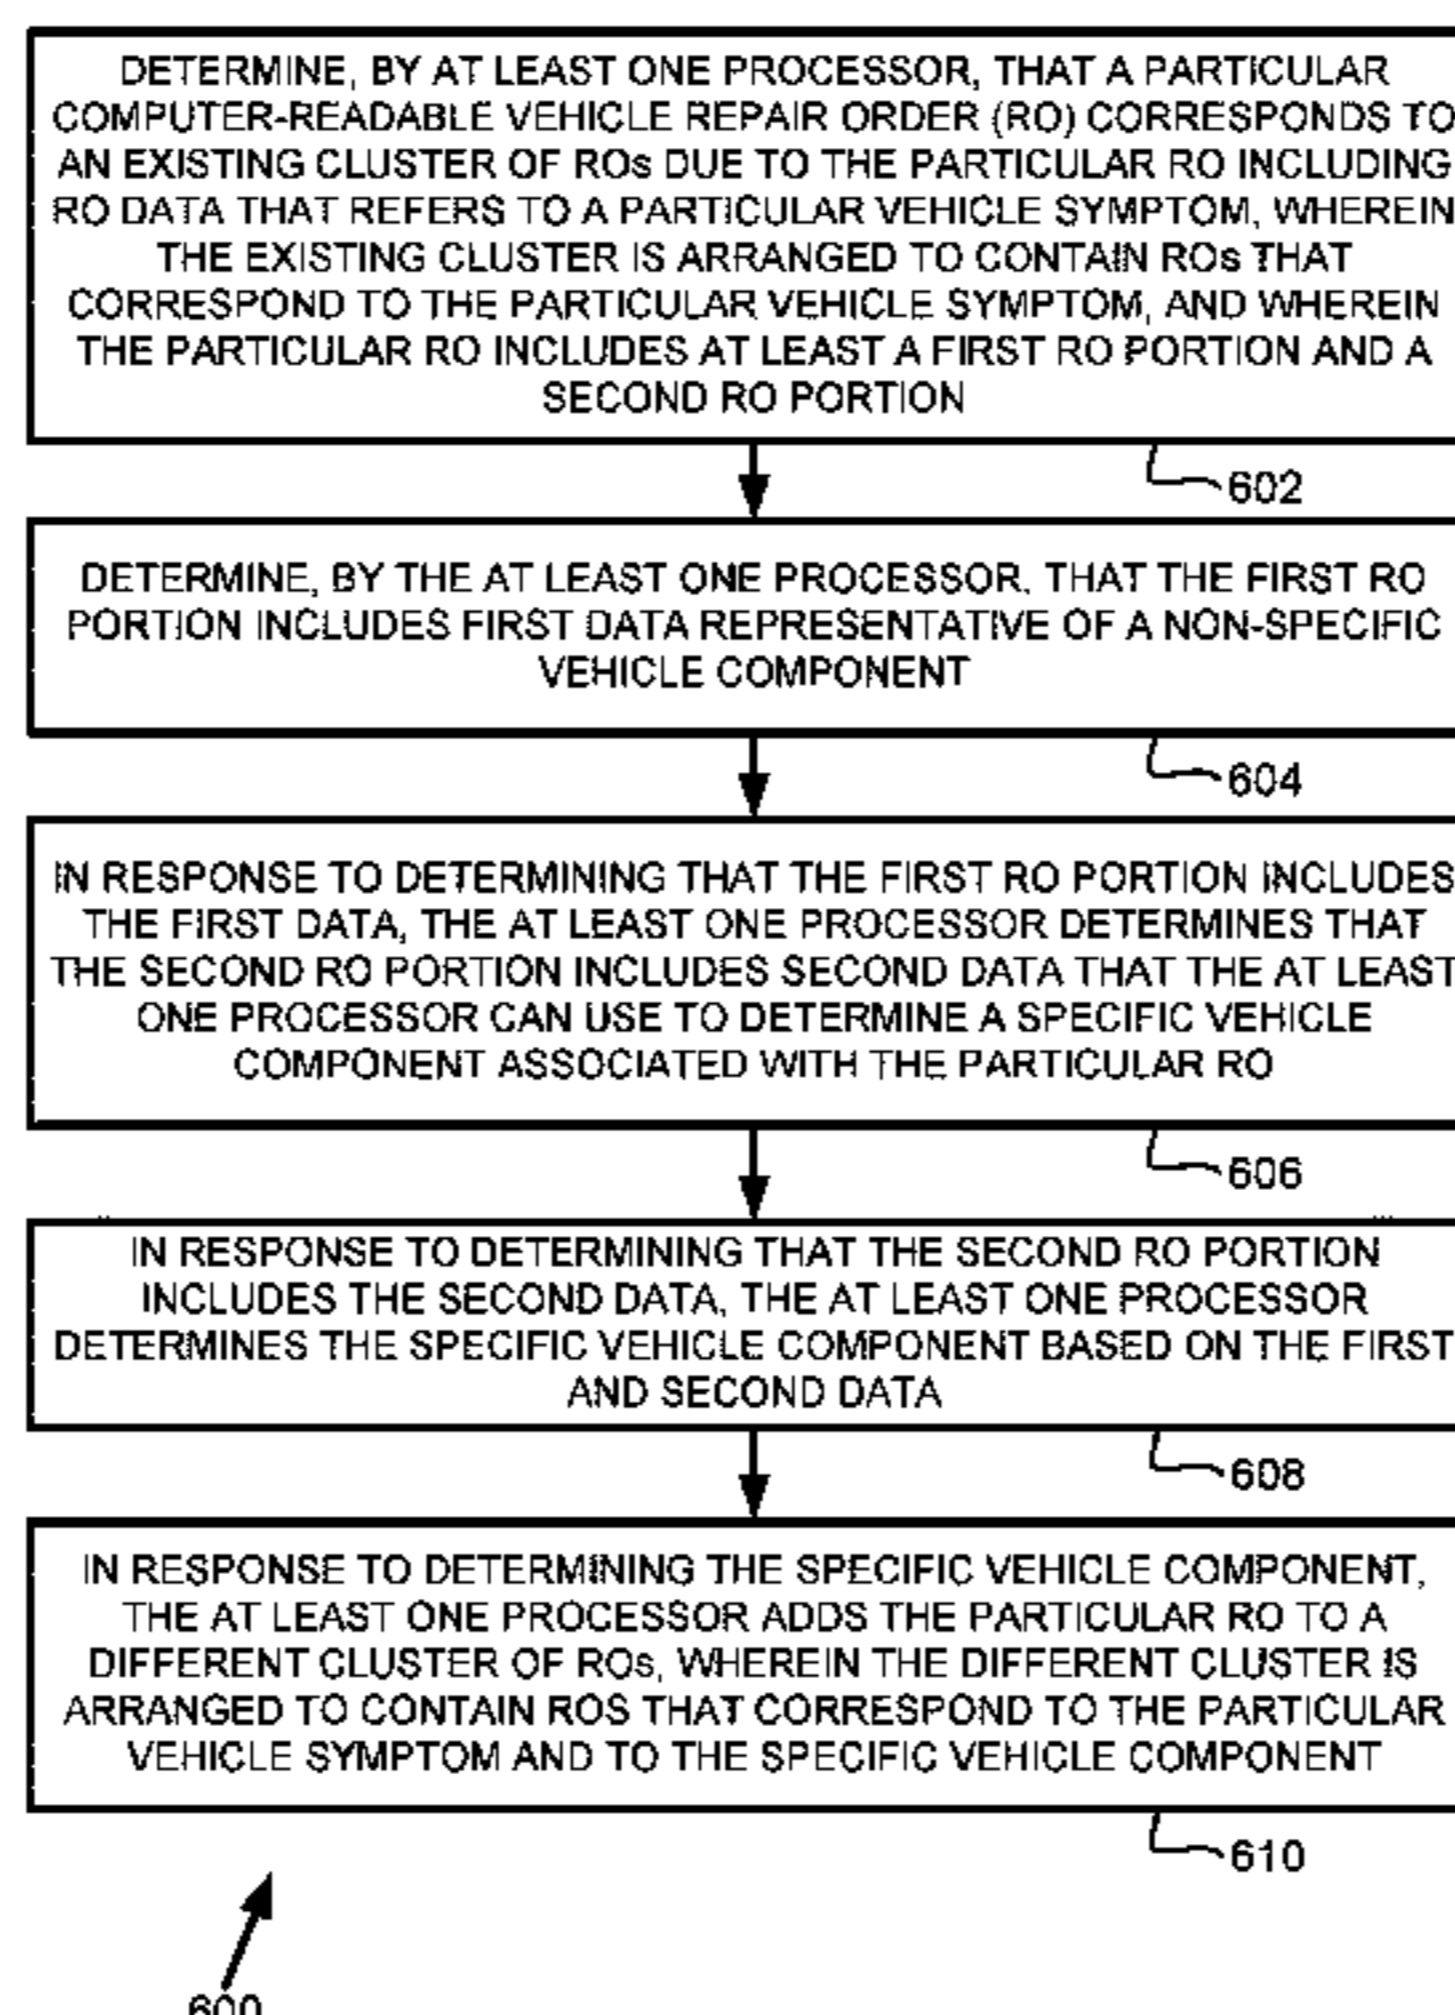 DETERMINE, BY AT LEAST ONE PROCESSOR, THAT A PARTICULAR
COMPUTER-READABLE VEHICLE REPAIR ORDER (RO) CORRESPONDS TO
AN EXISTING CLUSTER OF ROs DUE TO THE PARTICULAR RO INCLUDING
RO DATA THAT REFERS TO A PARTICULAR VEHICLE SYMPTOM, WHEREIN
THE EXISTING CLUSTER IS ARRANGED TO CONTAIN ROs THAT
CORRESPOND TO THE PARTICULAR VEHICLE SYMPTOM, AND WHEREIN
THE PARTICULAR RO INCLUDES AT LEAST A FIRST RO PORTION AND A
SECOND RO PORTION
602
DETERMINE, BY THE AT LEAST ONE PROCESSOR, THAT THE FIRST RO
PORTION INCLUDES FIRST DATA REPRESENTATIVE OF A NON-SPECIFIC
VEHICLE COMPONENT
604
IN RESPONSE TO DETERMINING THAT THE FIRST RO PORTION INCLUDES
THE FIRST DATA, THE AT LEAST ONE PROCESSOR DETERMINES THAT
THE SECOND RO PORTION INCLUDES SECOND DATA THAT THE AT LEAST
ONE PROCESSOR CAN USE TO DETERMINE A SPECIFIC VEHICLE
COMPONENT ASSOCIATED WITH THE PARTICULAR RO
606
IN RESPONSE TO DETERMINING THAT THE SECOND RO PORTION
INCLUDES THE SECOND DATA, THE AT LEAST ONE PROCESSOR
DETERMINES THE SPECIFIC VEHICLE COMPONENT BASED ON THE FIRST
AND SECOND DATA
608
IN RESPONSE TO DETERMINING THE SPECIFIC VEHICLE COMPONENT,
THE AT LEAST ONE PROCESSOR ADDS THE PARTICULAR RO TO A
DIFFERENT CLUSTER OF ROs, WHEREIN THE DIFFERENT CLUSTER IS
ARRANGED TO CONTAIN ROS THAT CORRESPOND TO THE PARTICULAR
VEHICLE SYMPTOM AND TO THE SPECIFIC VEHICLE COMPONENT
610
600